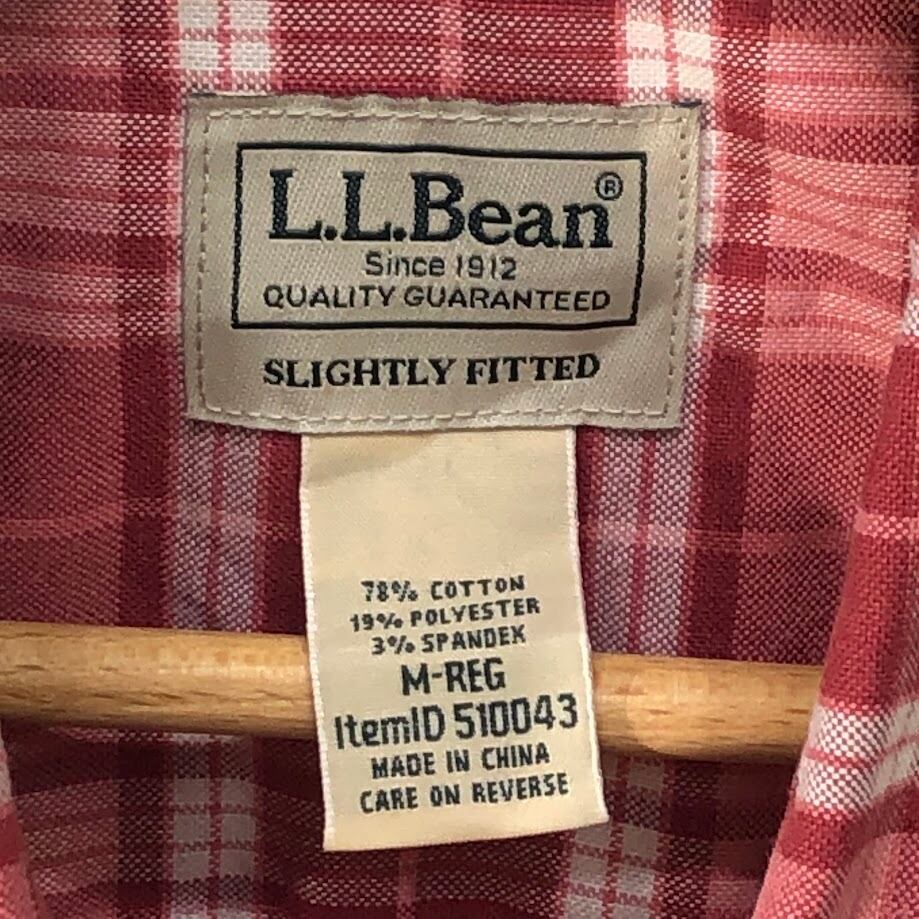 L.L.Bean®
Since 1912
QUALITY GUARANTEED
SLIGHTLY FITTED
78% COTTON
19% POLYESTER
3% SPANDEX
M-REG
ItemID 510043
MADE IN CHINA
CARE ON REVERSE